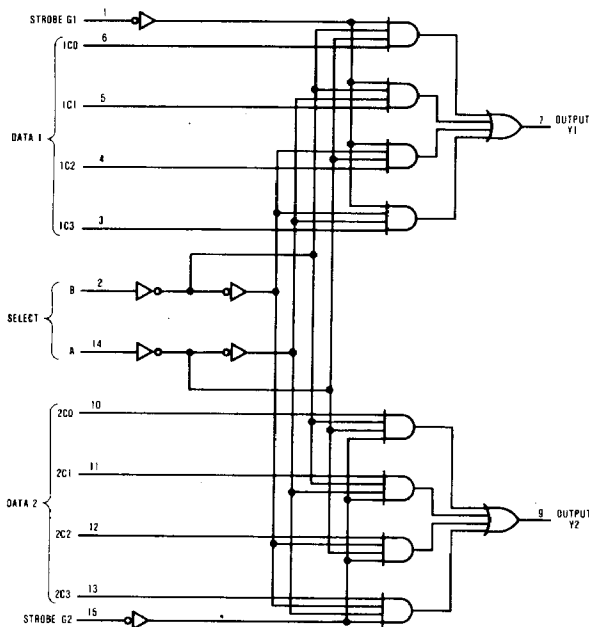 STROBE G1 1
1C0 6
1C1 5
DATA 1
1C2 4
1C3 3
7 OUTPUT Y1
B 2
SELECT
A 14
2C0 10
2C1 11
DATA 2
2C2 12
2C3 13
9 OUTPUT Y2
STROBE G2 15